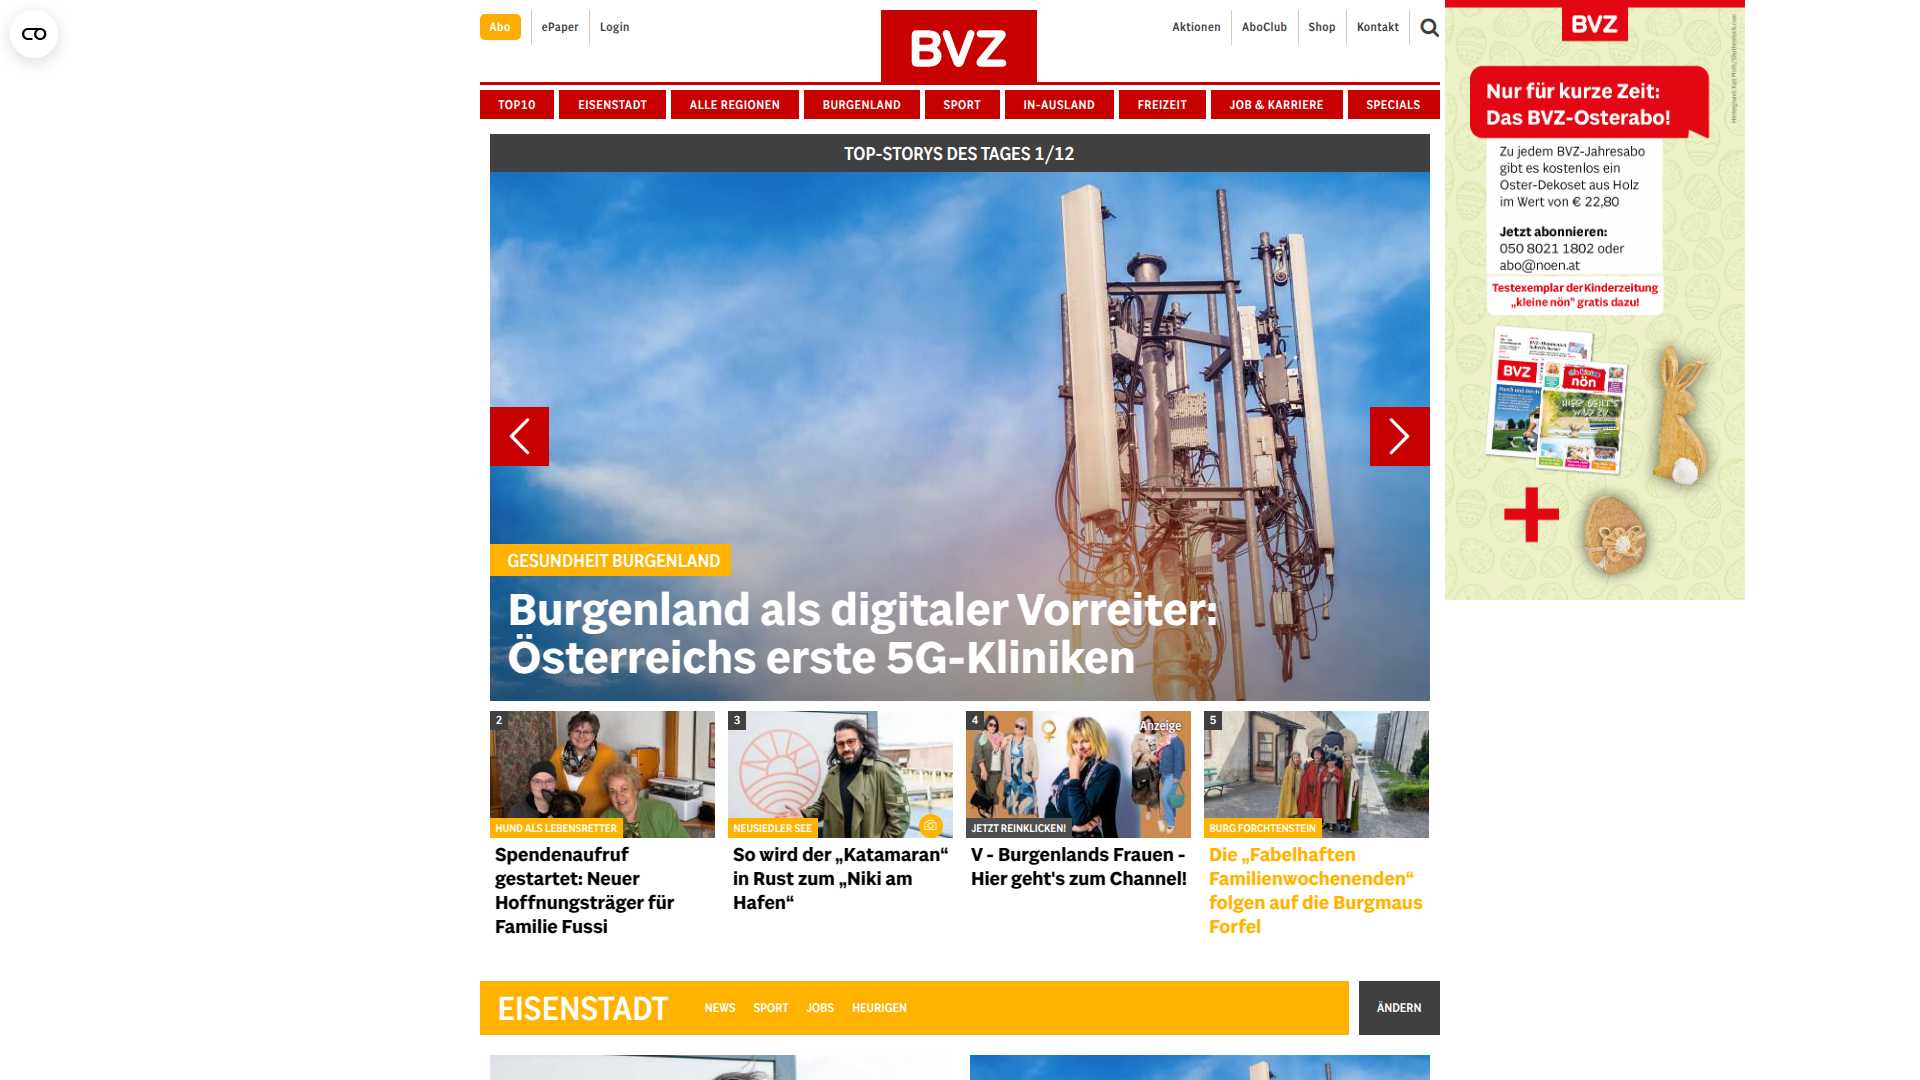 Abo
ePaper
Login
BVZ
Aktionen
AboClub
Shop
Kontakt
TOP10
EISENSTADT
ALLE REGIONEN
BURGENLAND
SPORT
IN-AUSLAND
FREIZEIT
JOB & KARRIERE
SPECIALS
TOP-STORYS DES TAGES 1/12
GESUNDHEIT BURGENLAND
Burgenland als digitaler Vorreiter:
Österreichs erste 5G-Kliniken
2
HUND ALS LEBENSRETTER
Spendenaufruf
gestartet: Neuer
Hoffnungsträger für
Familie Fussi
3
NEUSIEDLER SEE
So wird der „Katamaran“
in Rust zum „Niki am
Hafen“
4
Anzeige
JETZT REINKLICKEN!
V - Burgenlands Frauen -
Hier geht's zum Channel!
5
BURG FORCHTENSTEIN
Die „Fabelhaften
Familienwochenenden“
folgen auf die Burgmaus
Forfel
EISENSTADT
NEWS
SPORT
JOBS
HEURIGEN
ÄNDERN
BVZ
Nur für kurze Zeit:
Das BVZ-Osterabo!
Zu jedem BVZ-Jahresabo
gibt es kostenlos ein
Oster-Dekoset aus Holz
im Wert von € 22,80
Jetzt abonnieren:
050 8021 1802 oder
abo@noen.at
Testexemplar der Kinderzeitung
„kleine nön“ gratis dazu!
BVZ
nön